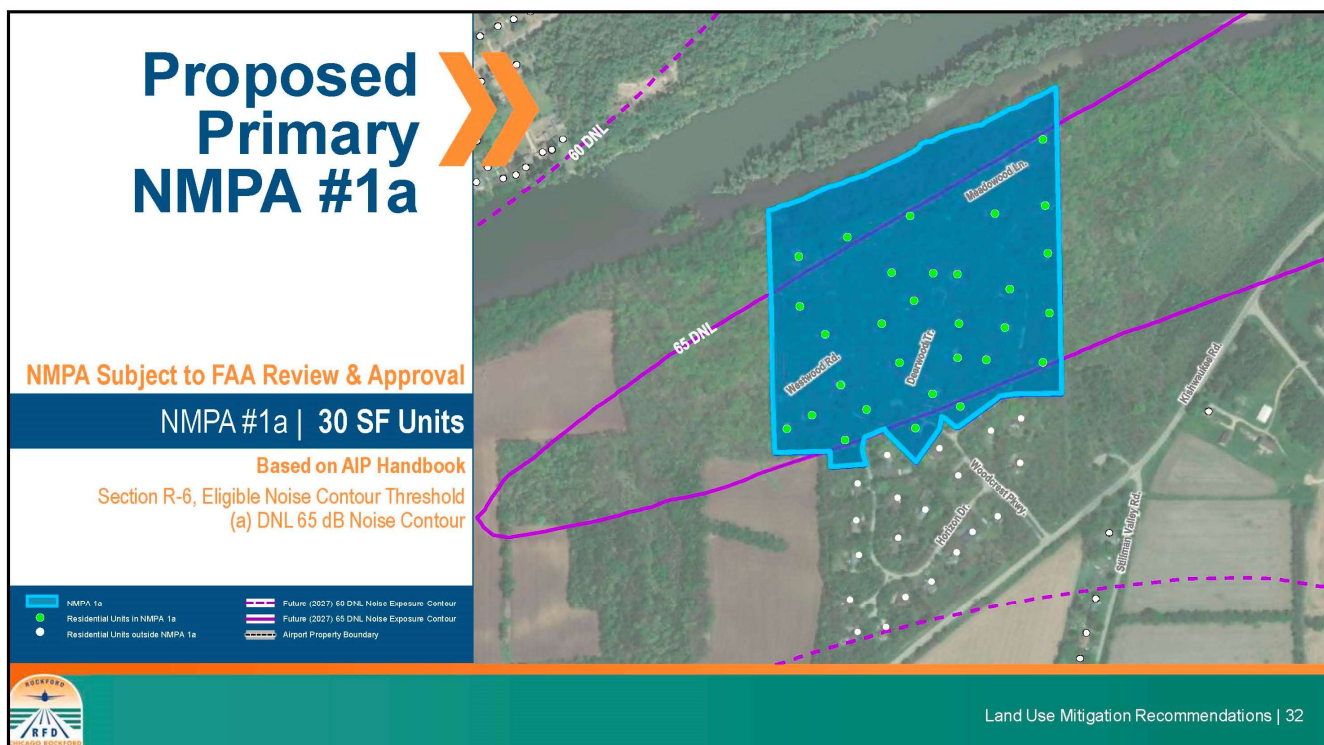 Proposed
Primary
NMPA #1a
NMPA Subject to FAA Review & Approval
NMPA #1a | 30 SF Units
Based on AIP Handbook
Section R-6, Eligible Noise Contour Threshold
(a) DNL 65 dB Noise Contour
NMPA 1a
Residential Units in NMPA 1a
Residential Units outside NMPA 1a
Future (2027) 60 DNL Noise Exposure Contour
Future (2027) 65 DNL Noise Exposure Contour
Airport Property Boundary
60 DNL
65 DNL
Meadowood Ln.
Westwood Rd.
Deerwood Tr.
Kishwaukee Rd.
Woodcrest Pkwy.
Horizon Dr.
Stillman Valley Rd.
ROCKFORD
RFD
CHICAGO ROCKFORD
Land Use Mitigation Recommendations | 32